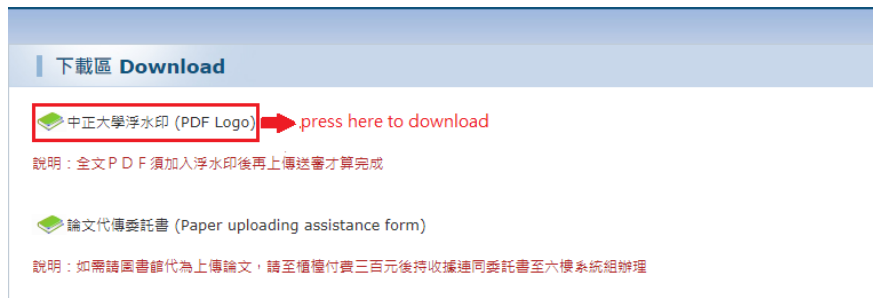 下載區 Download
中正大學浮水印 (PDF Logo) press here to download
說明：全文ＰＤＦ須加入浮水印後再上傳送審才算完成
論文代傳委託書 (Paper uploading assistance form)
說明：如需請圖書館代為上傳論文，請至櫃檯付費三百元後持收據連同委託書至六樓系統組辦理